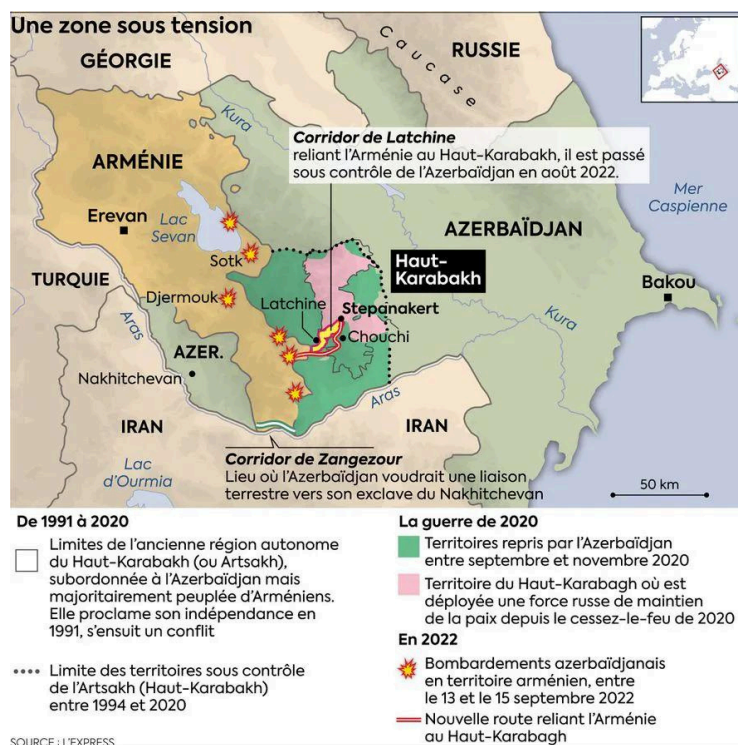 Une zone sous tension
GÉORGIE
RUSSIE
Caucase
Kura
Corridor de Latchine
reliant l'Arménie au Haut-Karabakh, il est passé
sous contrôle de l'Azerbaïdjan en août 2022.
ARMÉNIE
Erevan
Lac
Sevan
Mer
Caspienne
AZERBAÏDJAN
Sotk
Haut-
Karabakh
TURQUIE
Djermouk
Latchine
Stepanakert
Bakou
Aras
Chouchi
Kura
AZER.
Nakhitchevan
Aras
IRAN
IRAN
Lac
d'Ourmia
Corridor de Zangezour
Lieu où l'Azerbaïdjan voudrait une liaison
terrestre vers son exclave du Nakhitchevan
50 km
De 1991 à 2020
Limites de l'ancienne région autonome
du Haut-Karabakh (ou Artsakh),
subordonnée à l'Azerbaïdjan mais
majoritairement peuplée d'Arméniens.
Elle proclame son indépendance en
1991, s'ensuit un conflit
Limite des territoires sous contrôle
de l'Artsakh (Haut-Karabakh)
entre 1994 et 2020
La guerre de 2020
Territoires repris par l'Azerbaïdjan
entre septembre et novembre 2020
Territoire du Haut-Karabagh où est
déployée une force russe de maintien
de la paix depuis le cessez-le-feu de 2020
En 2022
Bombardements azerbaïdjanais
en territoire arménien, entre
le 13 et le 15 septembre 2022
Nouvelle route reliant l'Arménie
au Haut-Karabagh
SOURCE : L'EXPRESS